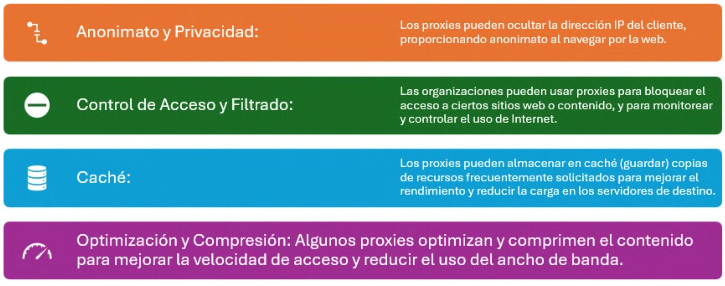 Anonimato y Privacidad:
Los proxies pueden ocultar la dirección IP del cliente,
proporcionando anonimato al navegar por la web.
Control de Acceso y Filtrado:
Las organizaciones pueden usar proxies para bloquear el
acceso a ciertos sitios web o contenido, y para monitorear
y controlar el uso de Internet.
Caché:
Los proxies pueden almacenar en caché (guardar) copias
de recursos frecuentemente solicitados para mejorar el
rendimiento y reducir la carga en los servidores de destino.
Optimización y Compresión: Algunos proxies optimizan y comprimen el contenido
para mejorar la velocidad de acceso y reducir el uso del ancho de banda.